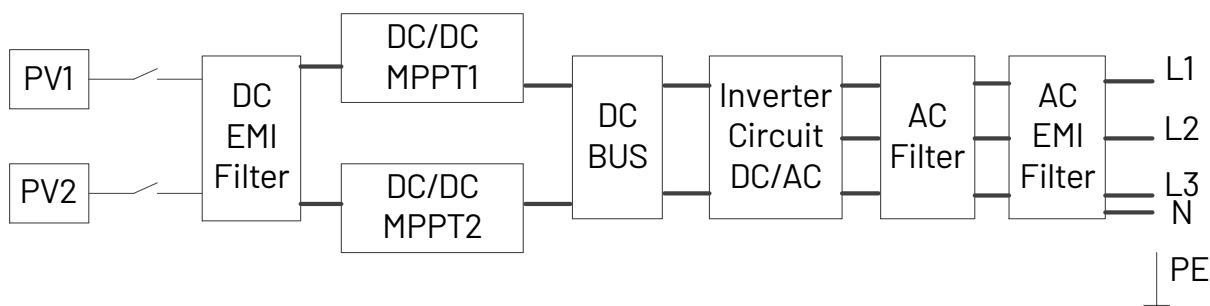 PV1
PV2
DC
EMI
Filter
DC/DC
MPPT1
DC/DC
MPPT2
DC
BUS
Inverter
Circuit
DC/AC
AC
Filter
AC
EMI
Filter
L1
L2
L3
N
PE